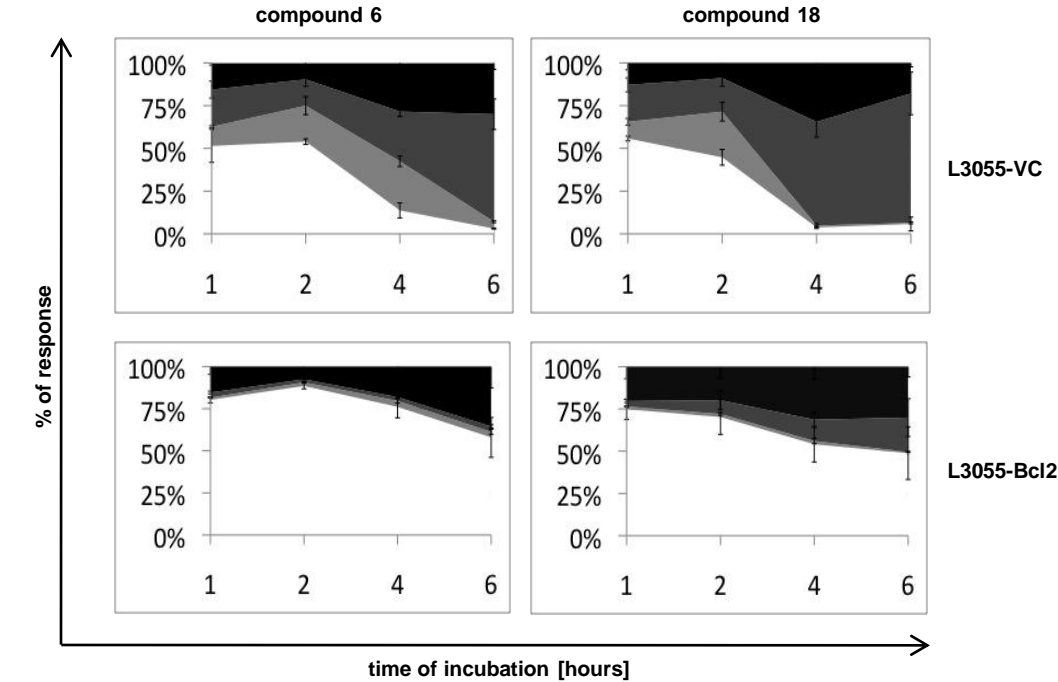 compound 6
compound 18
100%
75%
50%
25%
0%
1 2 4 6
100%
75%
50%
25%
0%
1 2 4 6
L3055-VC
% of response
100%
75%
50%
25%
0%
1 2 4 6
100%
75%
50%
25%
0%
1 2 4 6
L3055-Bcl2
time of incubation [hours]